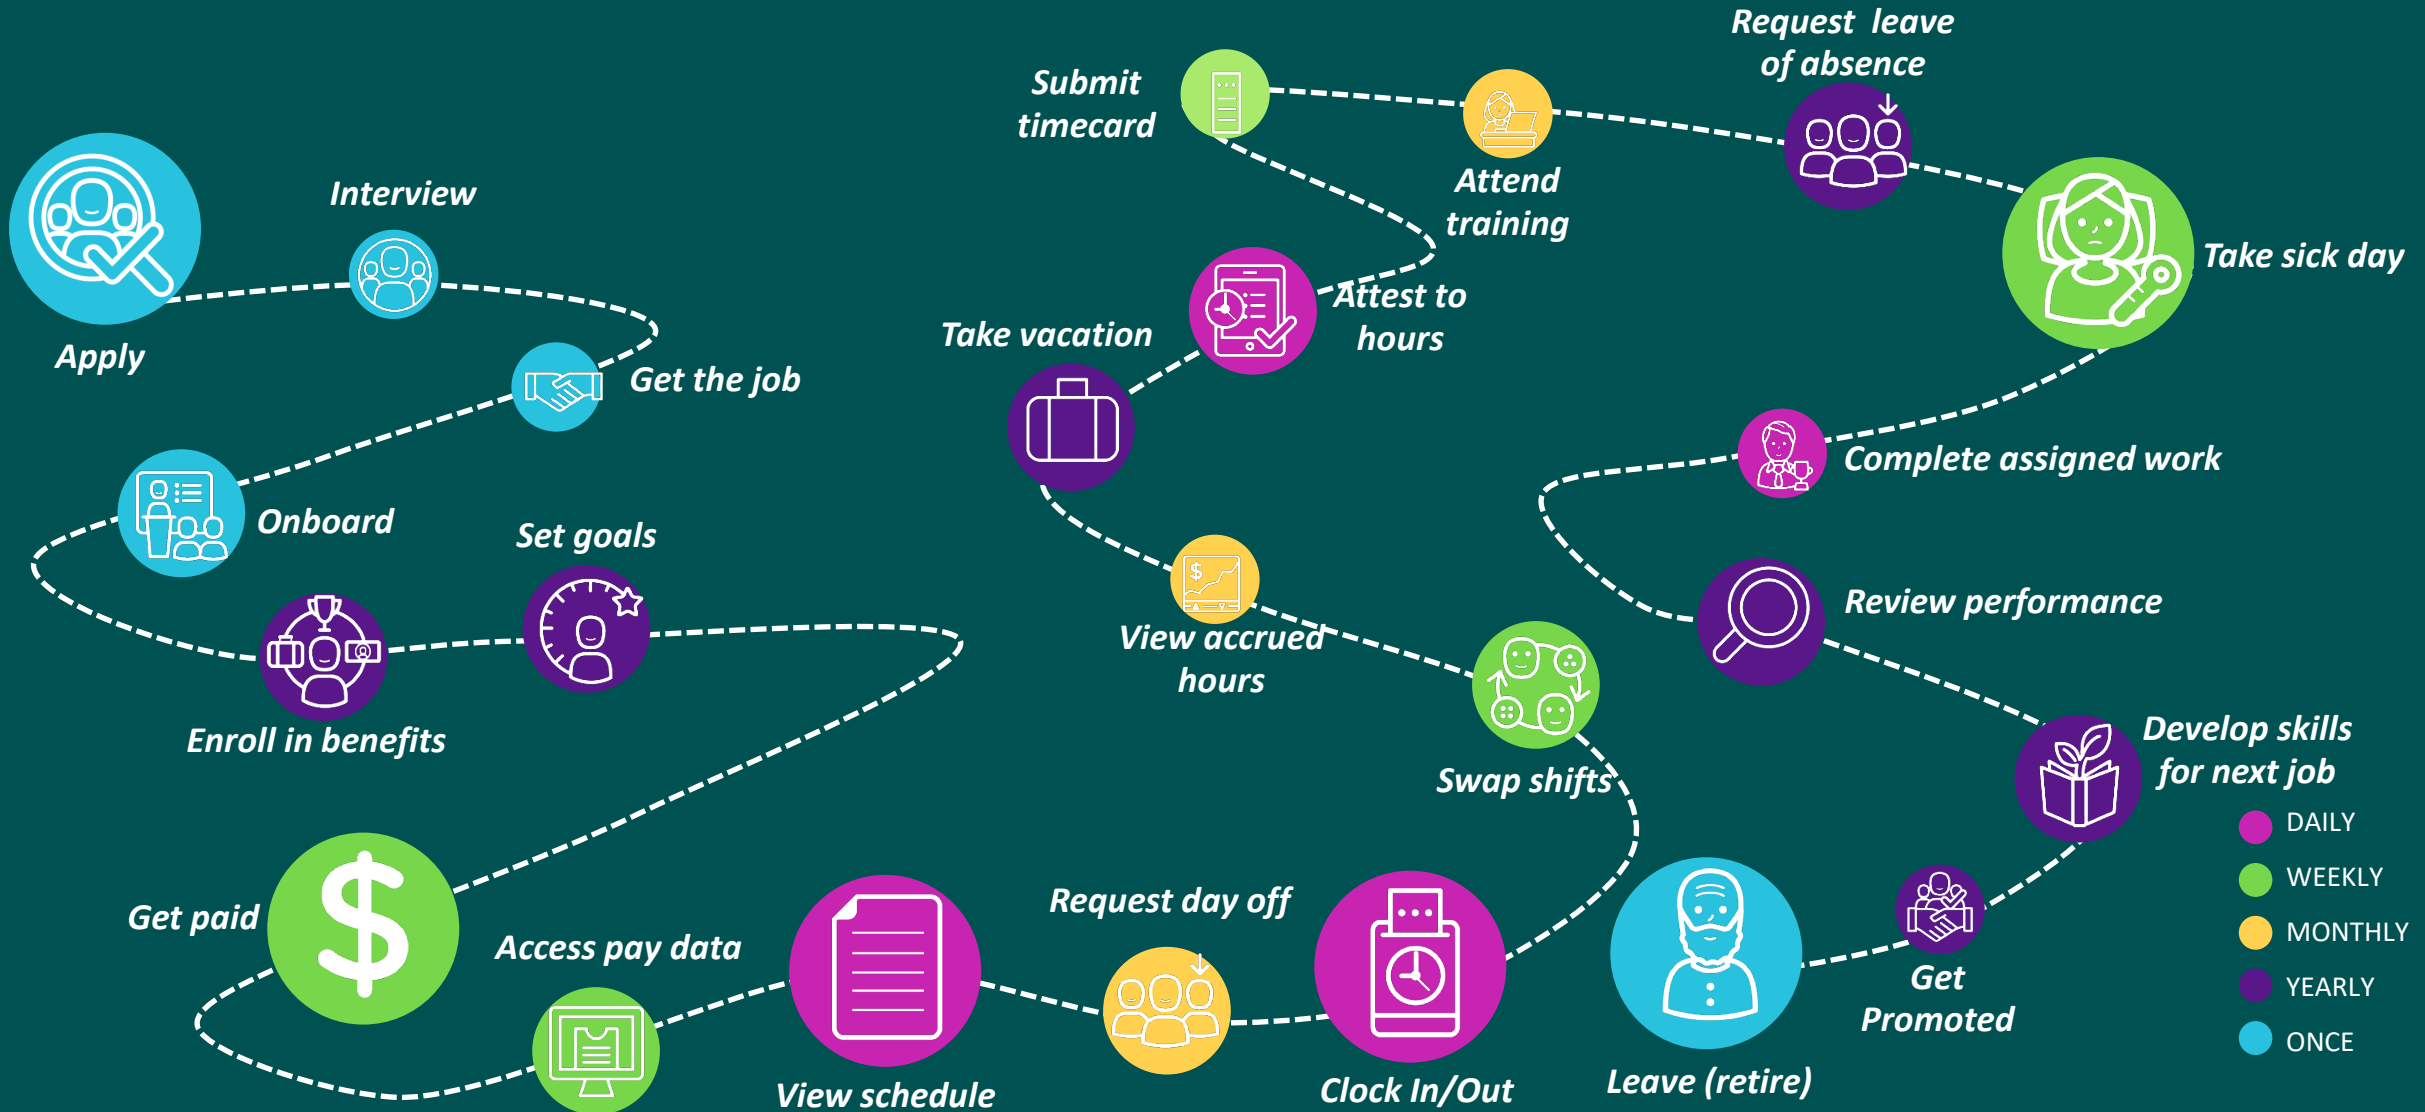 Apply
Interview
Get the job
Onboard
Enroll in benefits
Set goals
Get paid
Access pay data
View schedule
Request day off
Clock In/Out
Swap shifts
View accrued
hours
Take vacation
Attest to
hours
Submit
timecard
Attend
training
Request leave
of absence
Take sick day
Complete assigned work
Review performance
Develop skills
for next job
Get
Promoted
Leave (retire)
DAILY
WEEKLY
MONTHLY
YEARLY
ONCE
$
$